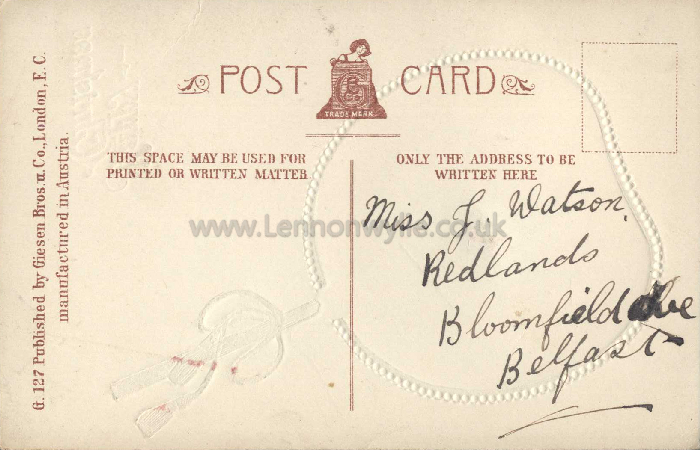 POST CARD
TRADE MARK
THIS SPACE MAY BE USED FOR
PRINTED OR WRITTEN MATTER
ONLY THE ADDRESS TO BE
WRITTEN HERE
G. 127 Published by Giesen Bros. u. Co., London, E. C.
manufactured in Austria.
www.Lennonwylie.co.uk
Miss J. Watson,
Redlands
Bloomfield Ave
Belfast